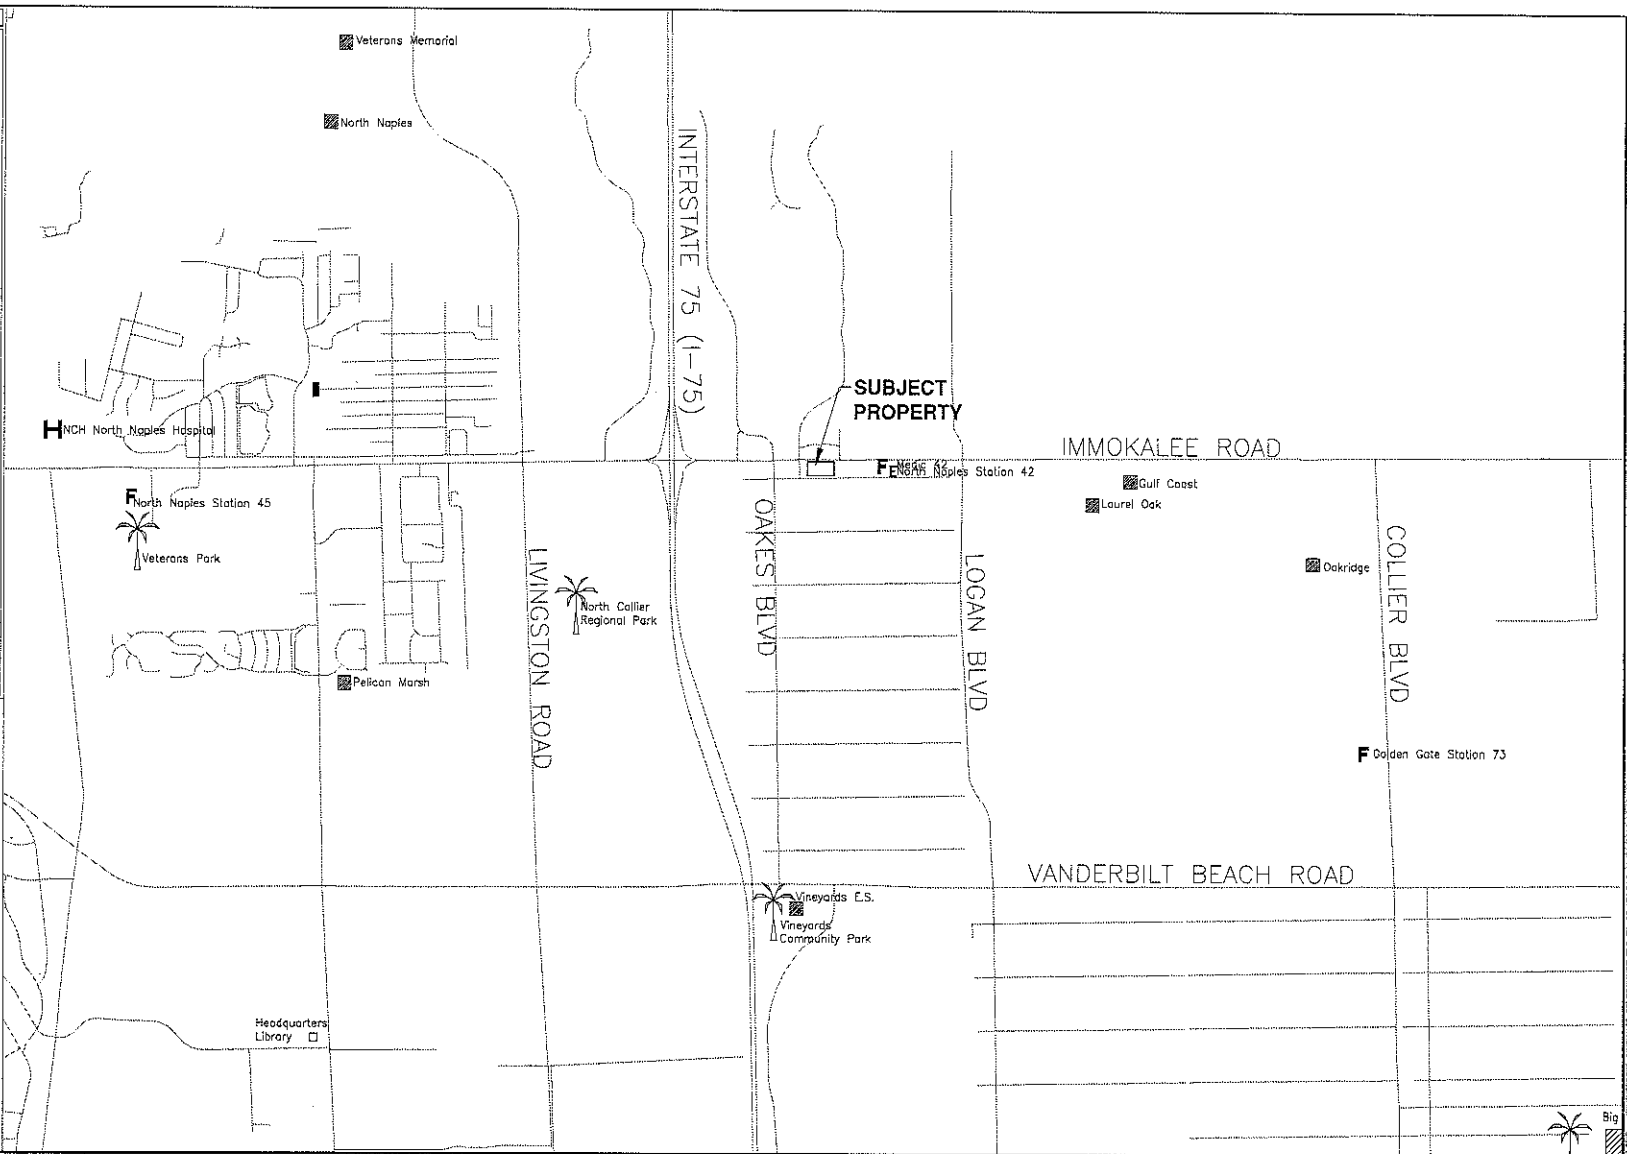 Veterans Memorial
North Naples
INTERSTATE 75 (I-75)
SUBJECT
PROPERTY
H NCH North Naples Hospital
IMMOKALEE ROAD
F E North Naples Station 42
Gulf Coast
Laurel Oak
F North Naples Station 45
Veterans Park
OAKES BLVD
LIVINGSTON ROAD
LOGAN BLVD
COLLIER BLVD
Oakridge
North Collier
Regional Park
Pelican Marsh
F Golden Gate Station 73
VANDERBILT BEACH ROAD
Vineyards E.S.
Vineyards
Community Park
Headquarters
Library
Big